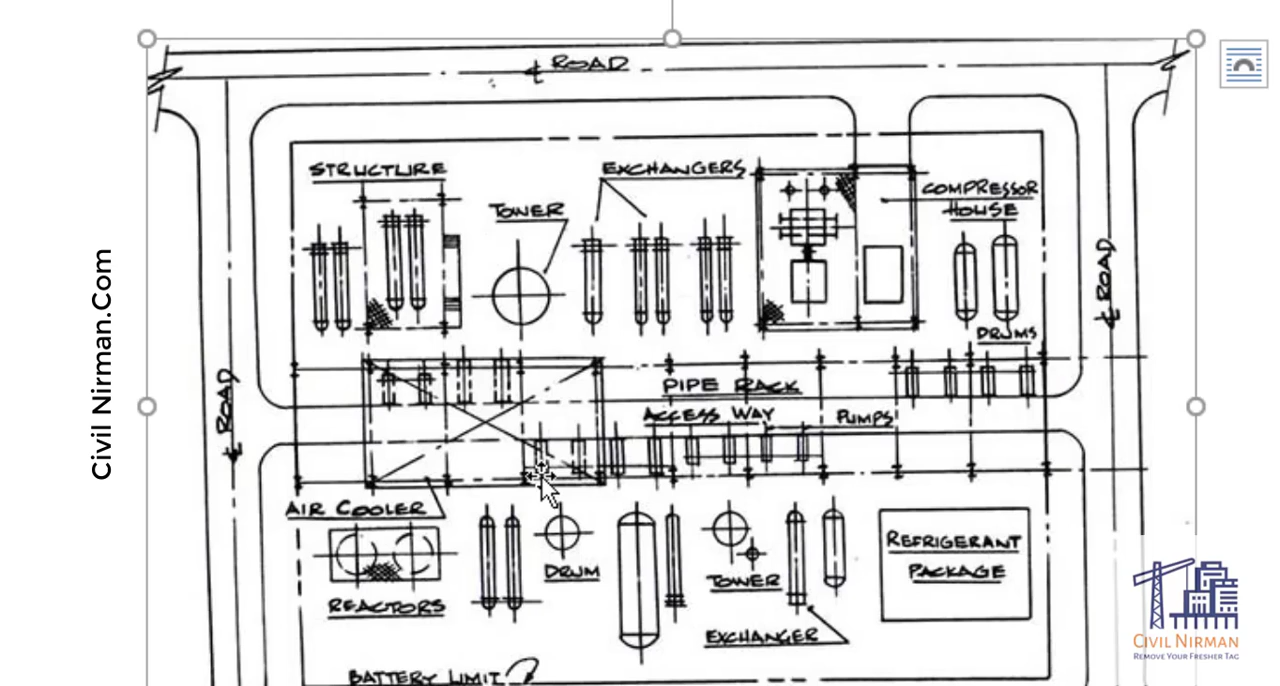 Civil Nirman.Com
℄ ROAD
STRUCTURE
EXCHANGERS
TOWER
COMPRESSOR
HOUSE
℄ ROAD
DRUMS
℄ ROAD
PIPE RACK
ACCESS WAY
PUMPS
AIR COOLER
REACTORS
DRUM
TOWER
EXCHANGER
REFRIGERANT
PACKAGE
BATTERY LIMIT
CIVIL NIRMAN
REMOVE YOUR FRESHER TAG